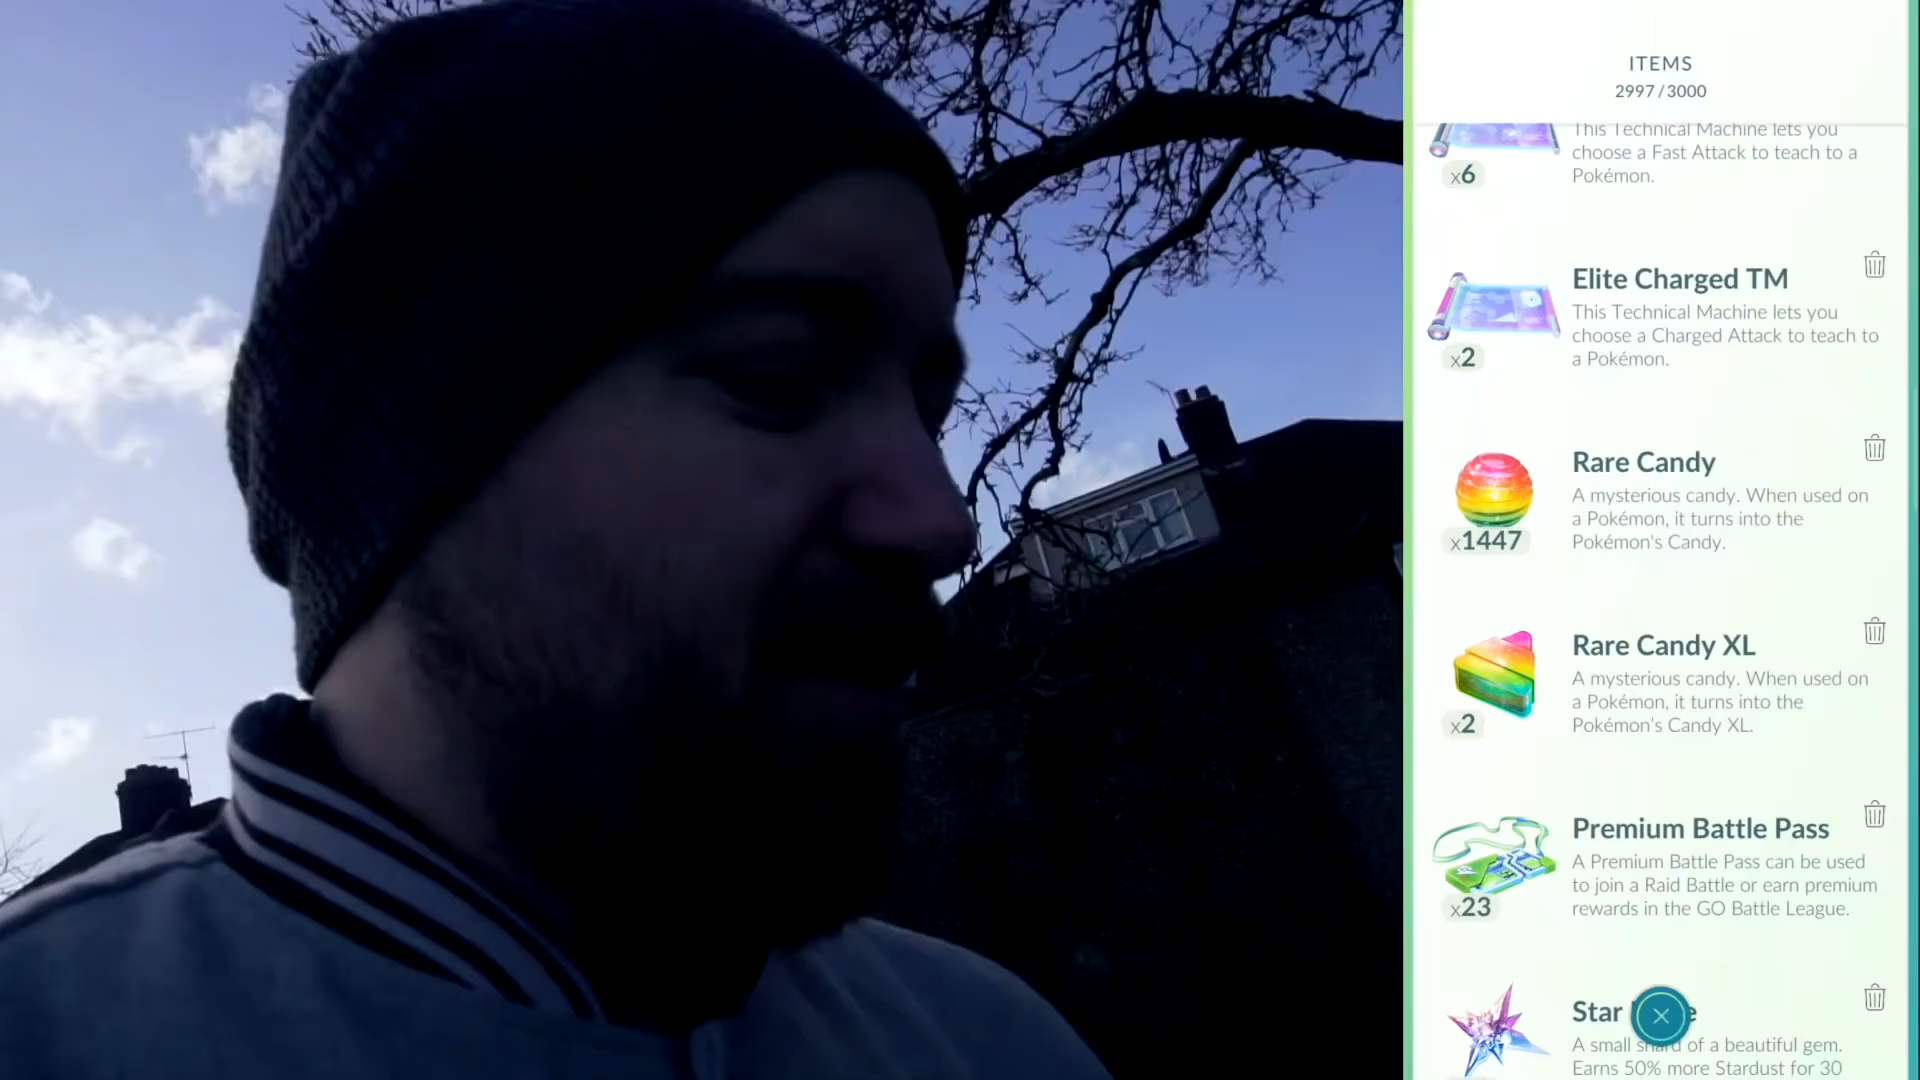 ITEMS
2997/3000
This Technical Machine lets you
choose a Fast Attack to teach to a
Pokémon.
x6
Elite Charged TM
This Technical Machine lets you
choose a Charged Attack to teach to
a Pokémon.
x2
Rare Candy
A mysterious candy. When used on
a Pokémon, it turns into the
Pokémon's Candy.
x1447
Rare Candy XL
A mysterious candy. When used on
a Pokémon, it turns into the
Pokémon's Candy XL.
x2
Premium Battle Pass
A Premium Battle Pass can be used
to join a Raid Battle or earn premium
rewards in the GO Battle League.
x23
Star
A small shard of a beautiful gem.
Earns 50% more Stardust for 30